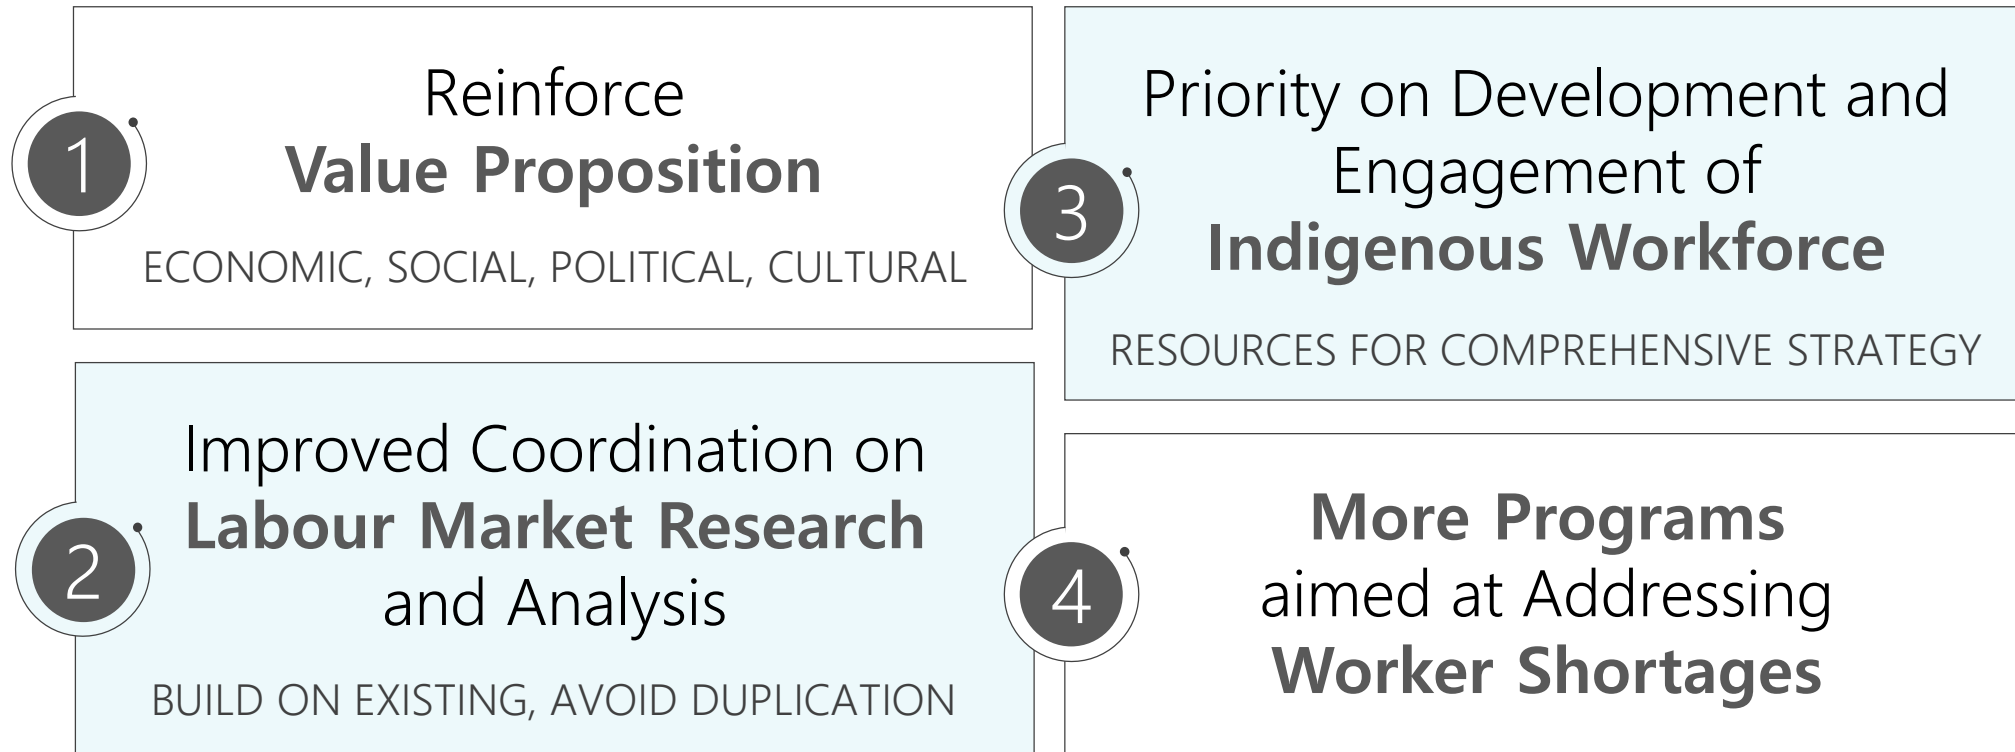 1
Reinforce
Value Proposition
ECONOMIC, SOCIAL, POLITICAL, CULTURAL
2
Improved Coordination on
Labour Market Research
and Analysis
BUILD ON EXISTING, AVOID DUPLICATION
3
Priority on Development and
Engagement of
Indigenous Workforce
RESOURCES FOR COMPREHENSIVE STRATEGY
4
More Programs
aimed at Addressing
Worker Shortages